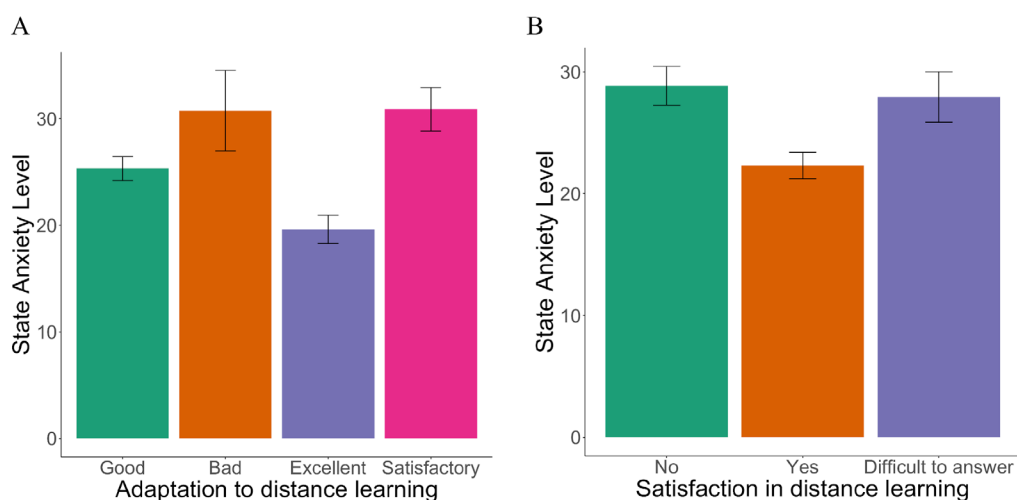 A
State Anxiety Level
30
20
10
0
Good Bad Excellent Satisfactory
Adaptation to distance learning
B
State Anxiety Level
30
20
10
0
No Yes Difficult to answer
Satisfaction in distance learning